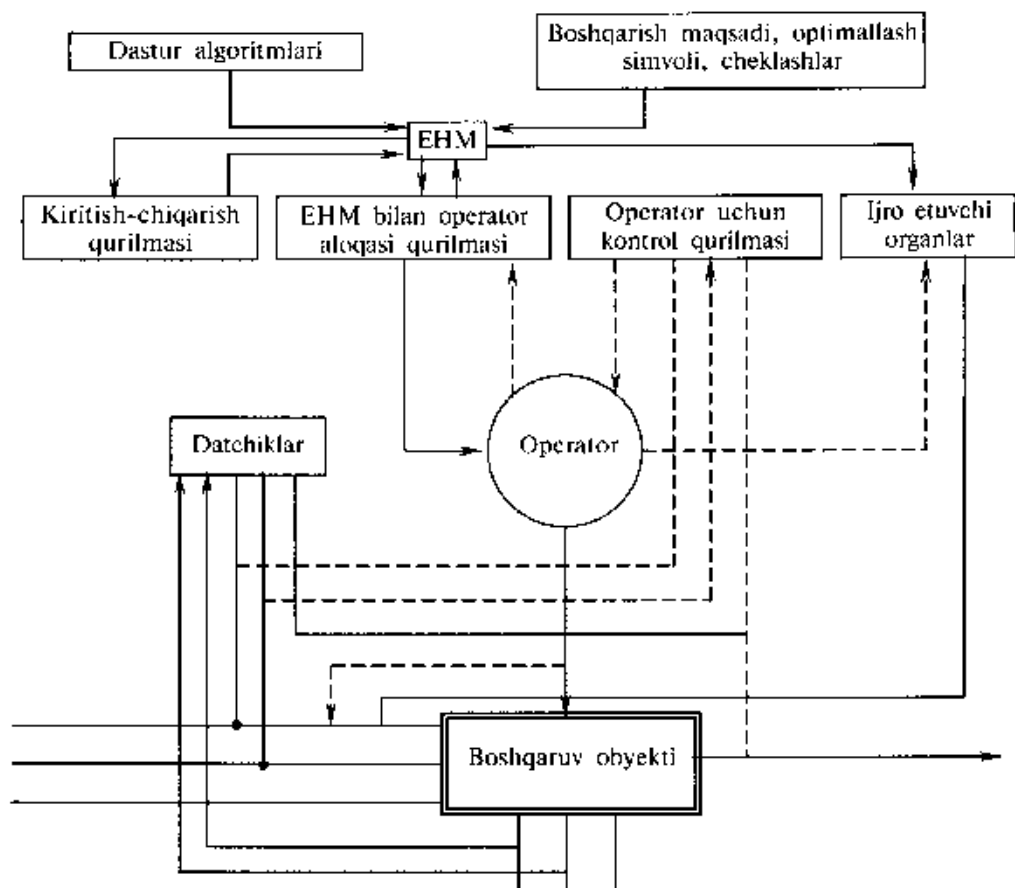 Dastur algoritmlari
Boshqarish maqsadi, optimallash
simvoli, cheklashlar
EHM
Kiritish-chiqarish
qurilmasi
EHM bilan operator
aloqasi qurilmasi
Operator uchun
kontrol qurilmasi
Ijro etuvchi
organlar
Operator
Datchiklar
Boshqaruv obyekti